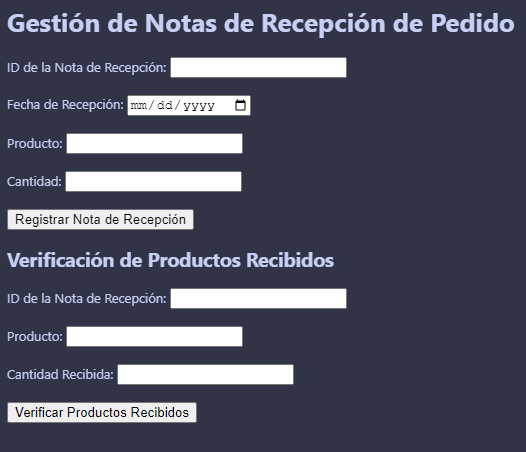 Gestión de Notas de Recepción de Pedido
ID de la Nota de Recepción:
Fecha de Recepción: mm/dd/yyyy
Producto:
Cantidad:
Registrar Nota de Recepción
Verificación de Productos Recibidos
ID de la Nota de Recepción:
Producto:
Cantidad Recibida:
Verificar Productos Recibidos